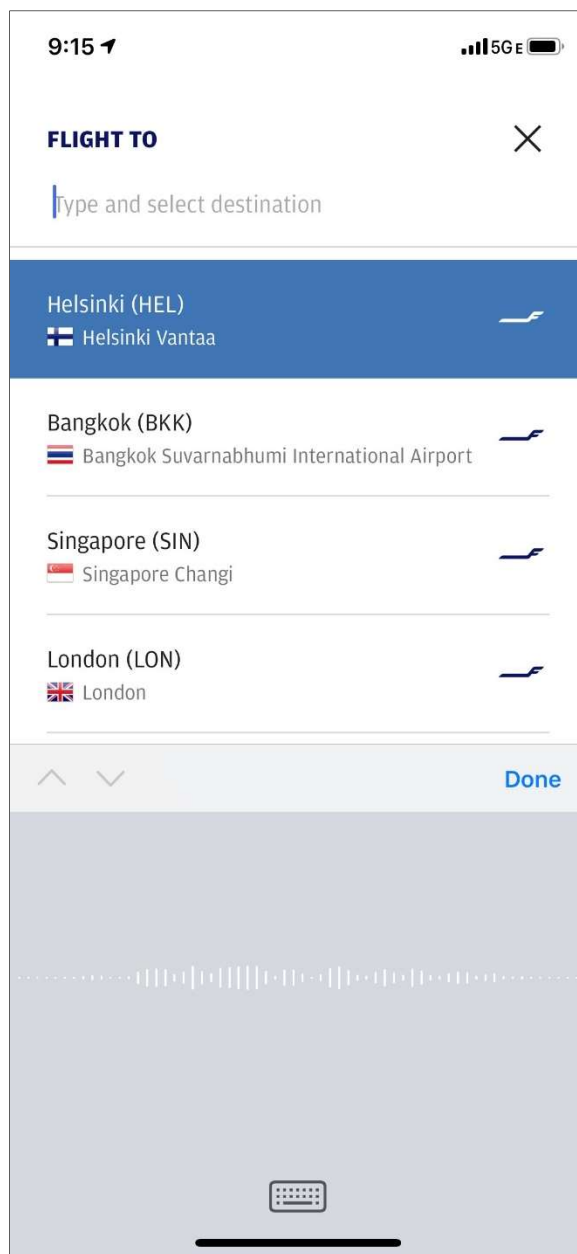 9:15
5GE
FLIGHT TO
Type and select destination
Helsinki (HEL)
Helsinki Vantaa
Bangkok (BKK)
Bangkok Suvarnabhumi International Airport
Singapore (SIN)
Singapore Changi
London (LON)
London
Done